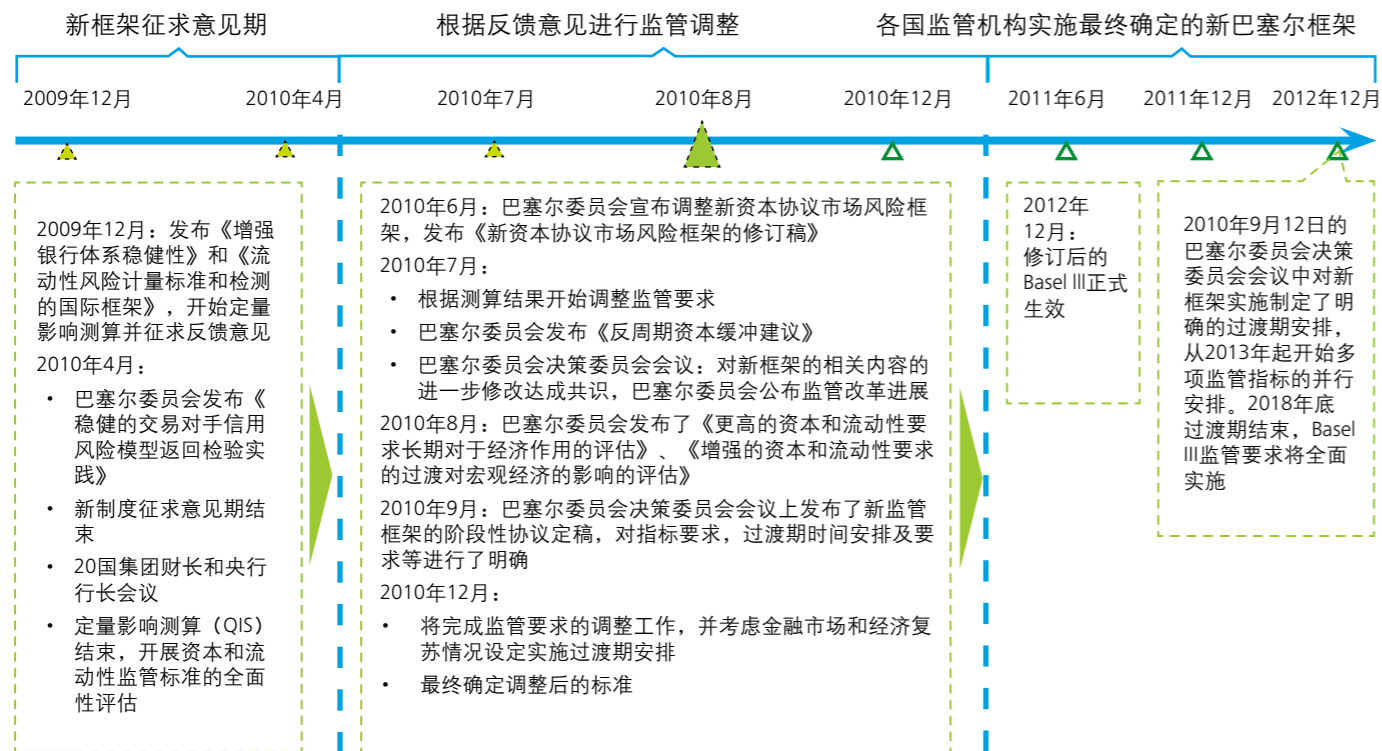 新框架征求意见期
根据反馈意见进行监管调整
各国监管机构实施最终确定的新巴塞尔框架
2009年12月
2010年4月
2010年7月
2010年8月
2010年12月
2011年6月
2011年12月
2012年12月
2009年12月：发布《增强
银行体系稳健性》和《流
动性风险计量标准和检测
的国际框架》，开始定量
影响测算并征求反馈意见
2010年4月：
• 巴塞尔委员会发布《
稳健的交易对手信用
风险模型返回检验实
践》
• 新制度征求意见期结
束
• 20国集团财长和央行
行长会议
• 定量影响测算（QIS）
结束，开展资本和流
动性监管标准的全面
性评估
2010年6月：巴塞尔委员会宣布调整新资本协议市场风险框
架，发布《新资本协议市场风险框架的修订稿》
2010年7月：
• 根据测算结果开始调整监管要求
• 巴塞尔委员会发布《反周期资本缓冲建议》
• 巴塞尔委员会决策委员会会议：对新框架的相关内容的
进一步修改达成共识，巴塞尔委员会公布监管改革进展
2010年8月：巴塞尔委员会发布了《更高的资本和流动性要
求长期对于经济作用的评估》、《增强的资本和流动性要求
的过渡对宏观经济的影响的评估》
2010年9月：巴塞尔委员会决策委员会会议上发布了新监管
框架的阶段性协议定稿，对指标要求，过渡期时间安排及要
求等进行了明确
2010年12月：
• 将完成监管要求的调整工作，并考虑金融市场和经济复
苏情况设定实施过渡期安排
• 最终确定调整后的标准
2012年
12月：
修订后的
Basel III正式
生效
2010年9月12日的
巴塞尔委员会决策
委员会会议中对新
框架实施制定了明
确的过渡期安排，
从2013年起开始多
项监管指标的并行
安排。2018年底
过渡期结束，Basel
III监管要求将全面
实施